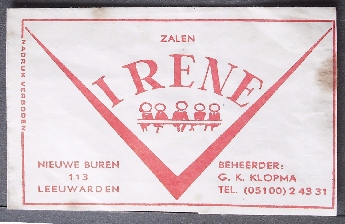 NADRUK VERBODEN
ZALEN
IRENE
NIEUWE BUREN
113
LEEUWARDEN
BEHEERDER:
G. K. KLOPMA
TEL. (05100) 2 43 31